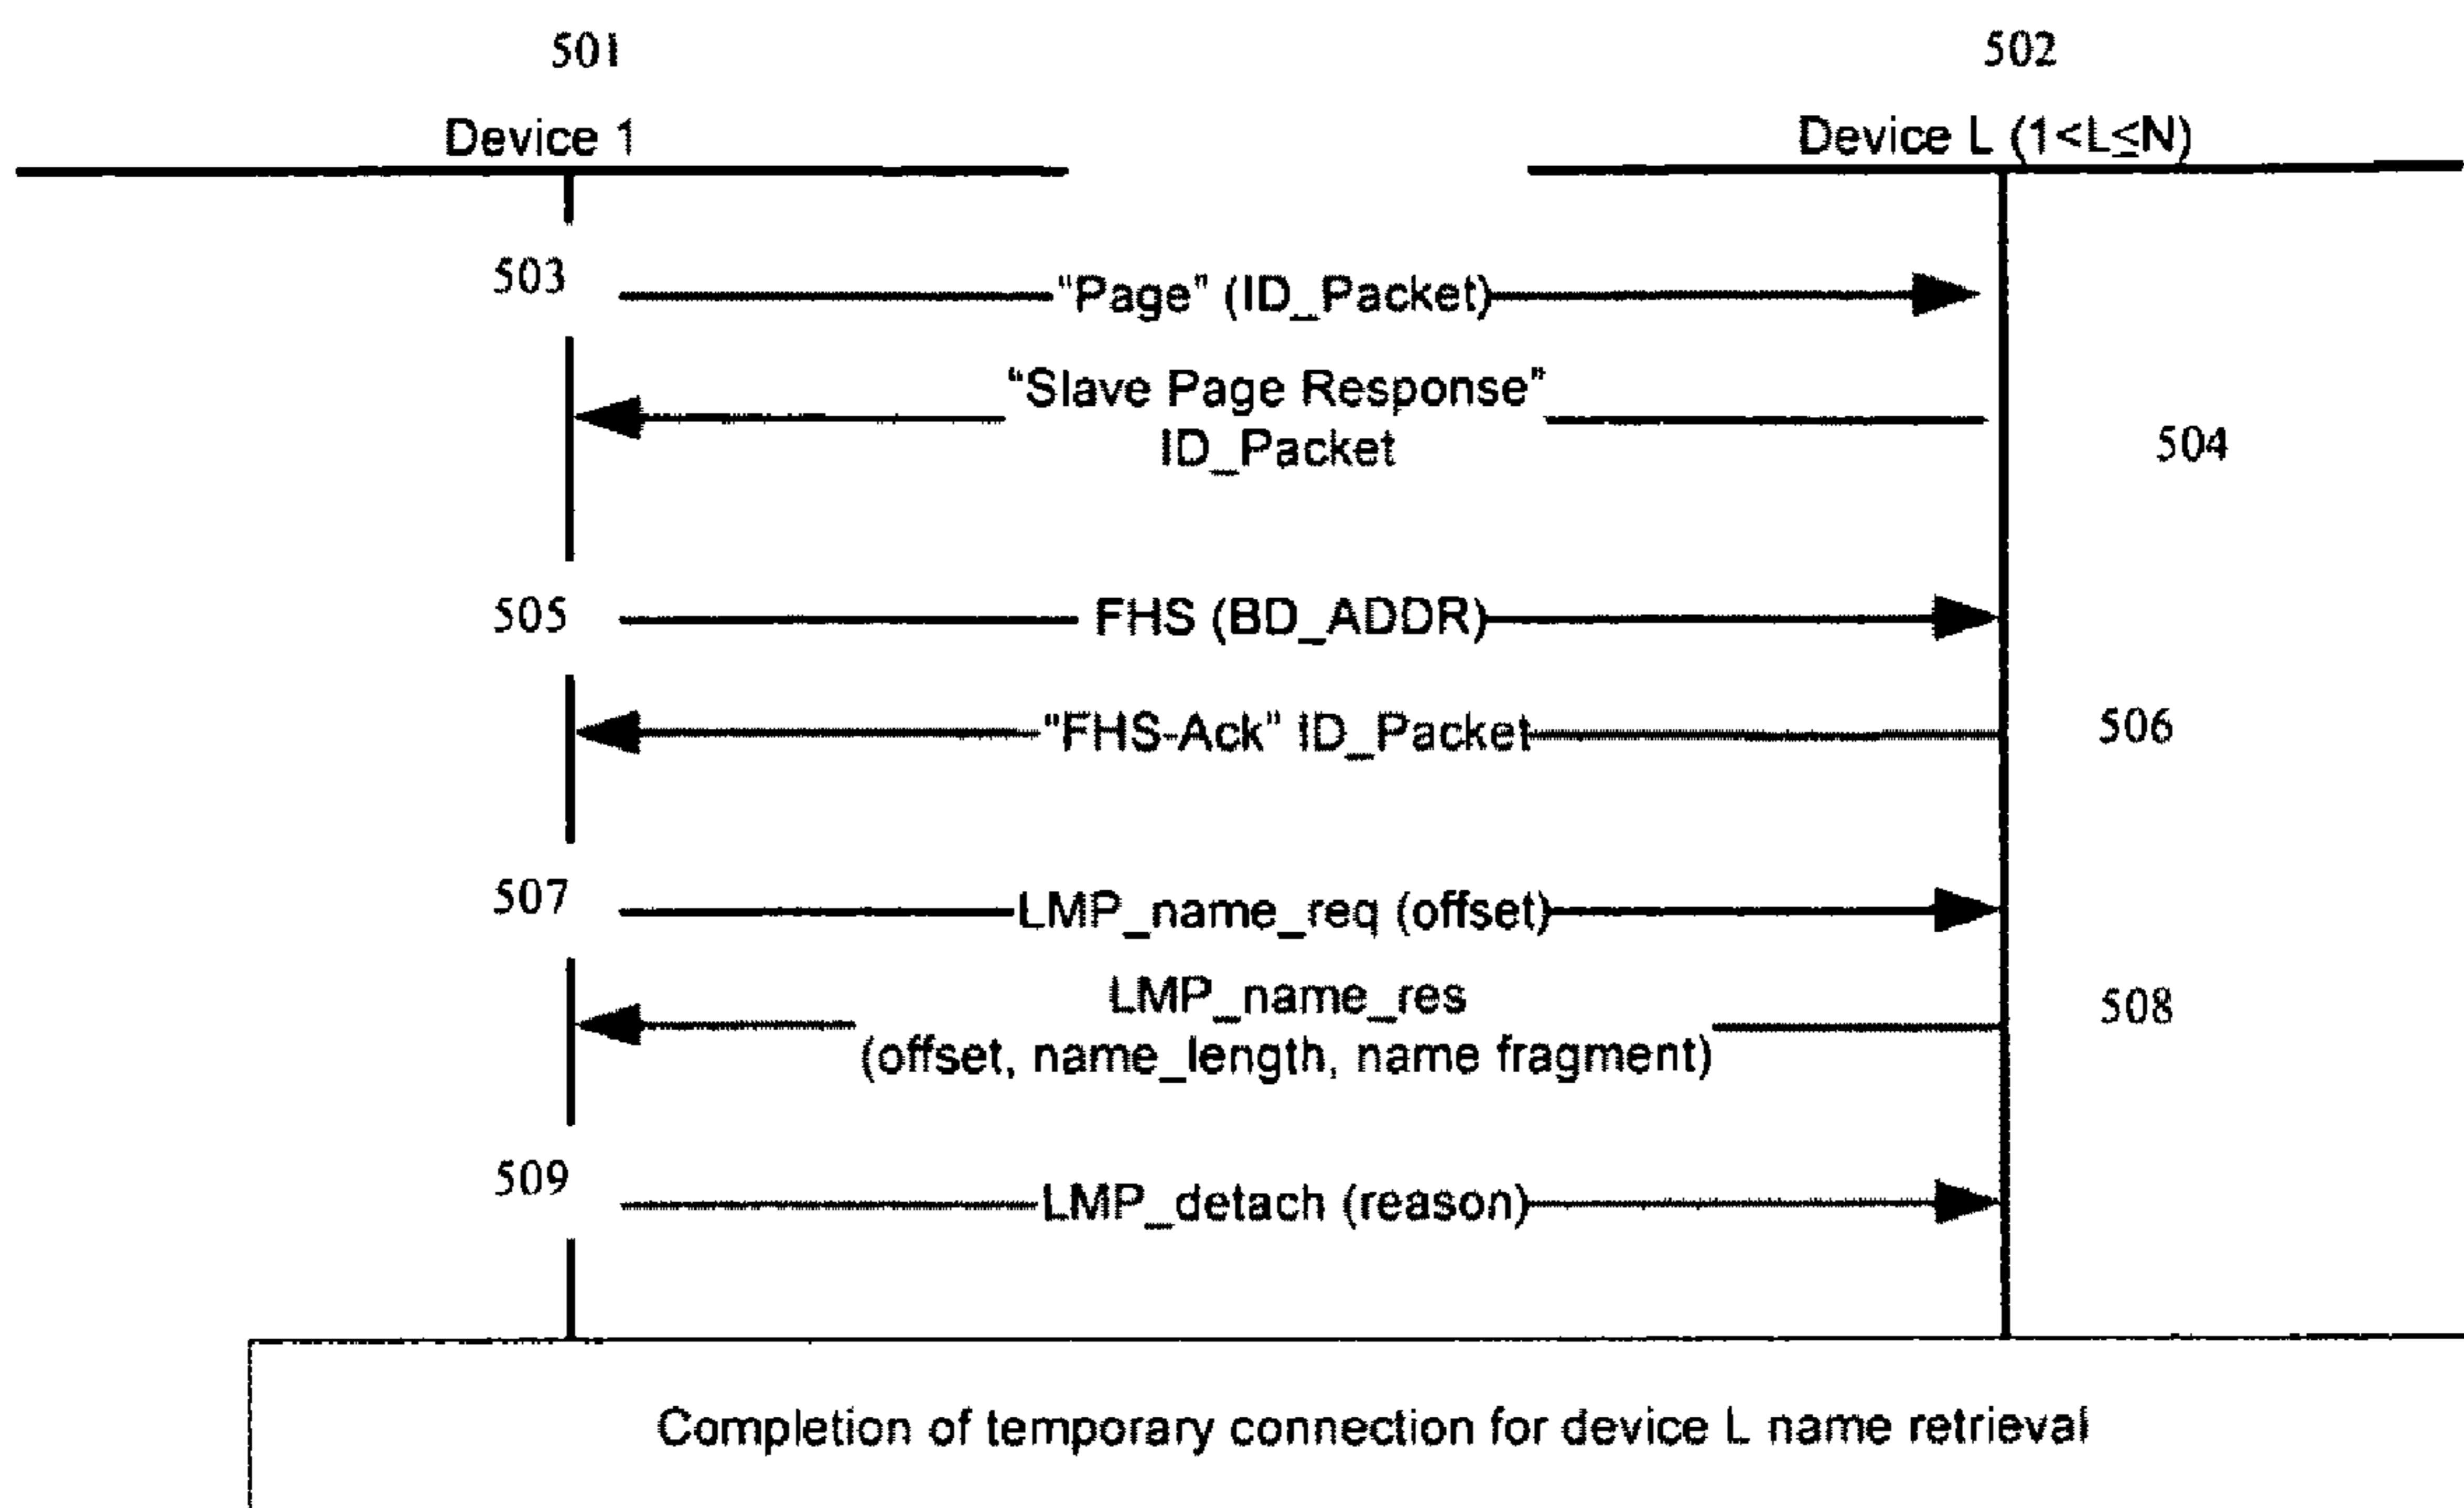 501
502
Device 1
Device L (1<L≤N)
503
"Page" (ID_Packet)
"Slave Page Response"
ID_Packet
504
505
FHS (BD_ADDR)
"FHS-Ack" ID_Packet
506
507
LMP_name_req (offset)
LMP_name_res
(offset, name_length, name fragment)
508
509
LMP_detach (reason)
Completion of temporary connection for device L name retrieval